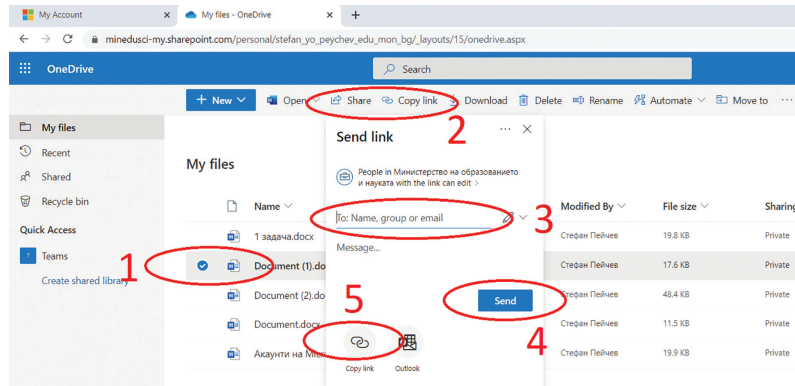 My Account
My files - OneDrive
minedusci-my.sharepoint.com/personal/stefan_yo_peychev_edu_mon_bg/_layouts/15/onedrive.aspx
OneDrive
Search
New Open Share Copy link Download Delete Rename Automate Move to ...
2
My files
Recent
Shared
Recycle bin
Quick Access
Teams
Create shared library
My files
Name Modified By File size Sharing
1 задача.docx Стефан Пейчев 19.8 KB Private
1
Document (1).do Стефан Пейчев 17.6 KB Private
Document (2).do Стефан Пейчев 48.4 KB Private
Document.docx Стефан Пейчев 11.5 KB Private
Акаунти на Micr Стефан Пейчев 19.9 KB Private
Send link
People in Министерство на образованието
и науката with the link can edit
To: Name, group or email
3
Message...
Send
4
5
Copy link Outlook